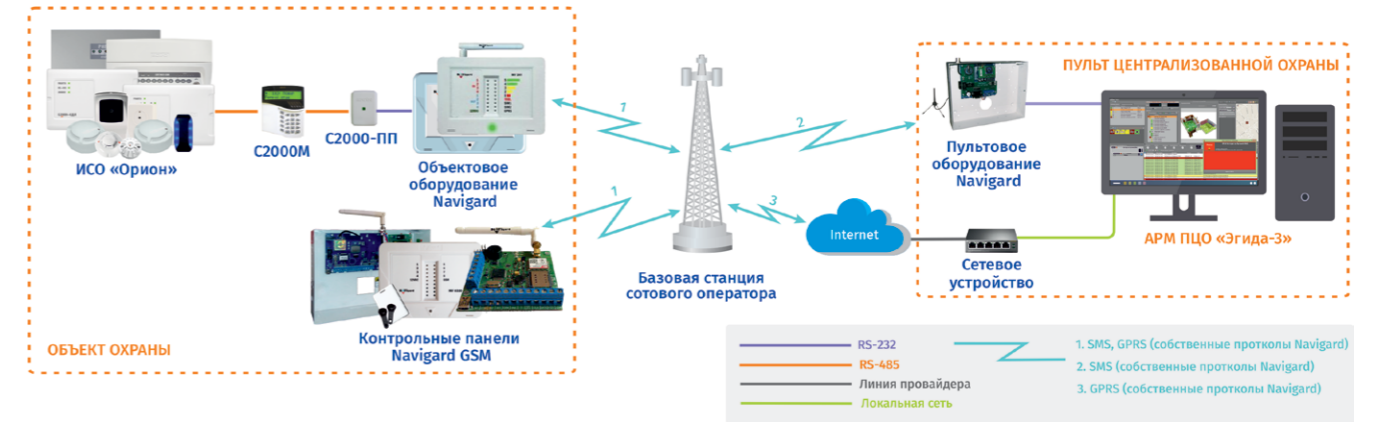 ИСО «Орион»
С2000М
С2000-ПП
Объектовое
оборудование
Navigard
1
1
Контрольные панели
Navigard GSM
ОБЪЕКТ ОХРАНЫ
Базовая станция
сотового оператора
2
3
Internet
ПУЛЬТ ЦЕНТРАЛИЗОВАННОЙ ОХРАНЫ
Пультовое
оборудование
Navigard
Сетевое
устройство
АРМ ПЦО «Эгида-3»
RS-232
RS-485
Линия провайдера
Локальная сеть
1. SMS, GPRS (собственные протколы Navigard)
2. SMS (собственные протколы Navigard)
3. GPRS (собственные протколы Navigard)